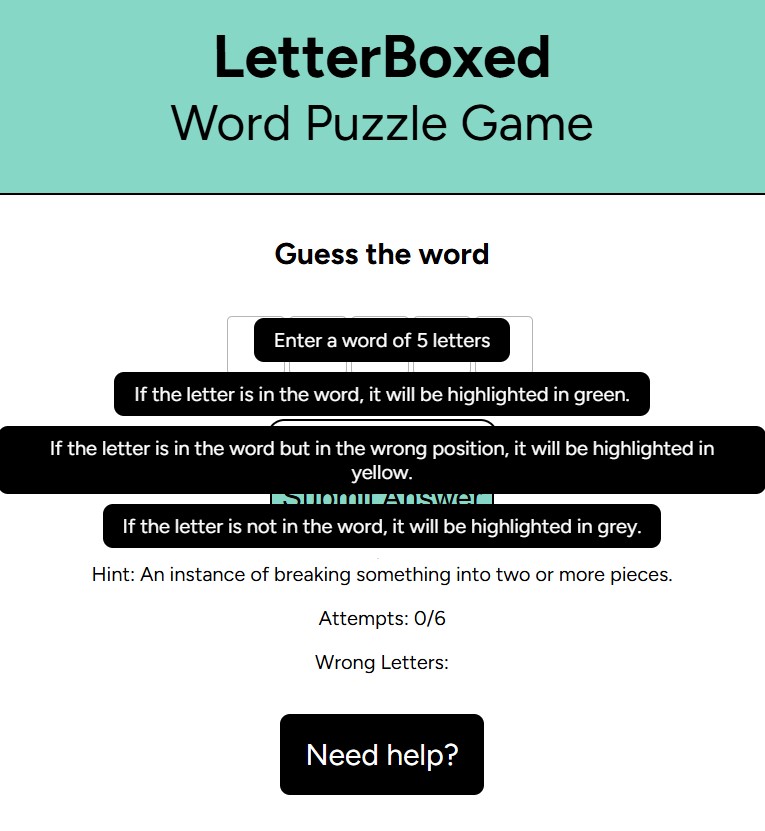 LetterBoxed
Word Puzzle Game
Guess the word
Enter a word of 5 letters
If the letter is in the word, it will be highlighted in green.
If the letter is in the word but in the wrong position, it will be highlighted in
yellow.
Submit Answer
If the letter is not in the word, it will be highlighted in grey.
Hint: An instance of breaking something into two or more pieces.
Attempts: 0/6
Wrong Letters:
Need help?